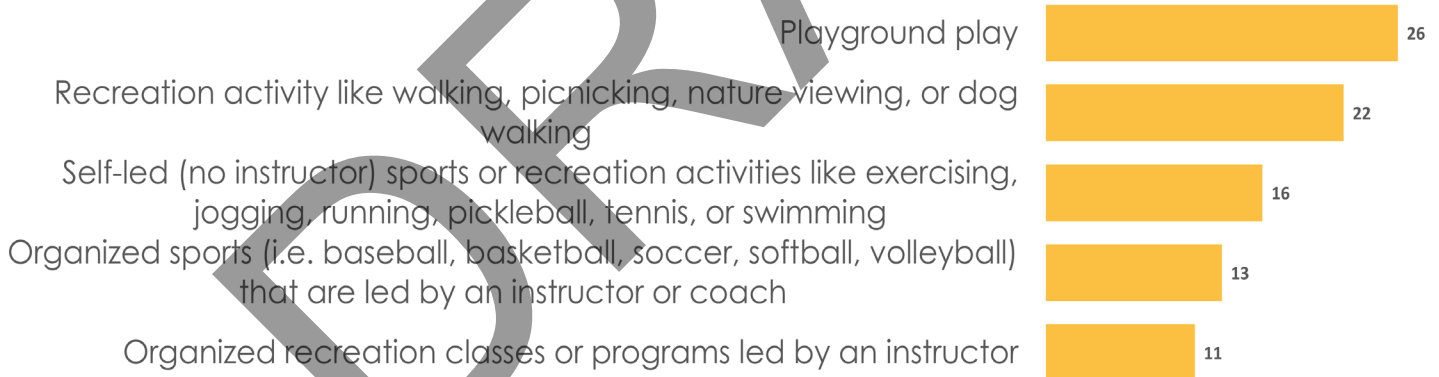 Playground play
26
Recreation activity like walking, picnicking, nature viewing, or dog
walking
22
Self-led (no instructor) sports or recreation activities like exercising,
jogging, running, pickleball, tennis, or swimming
16
Organized sports (i.e. baseball, basketball, soccer, softball, volleyball)
that are led by an instructor or coach
13
Organized recreation classes or programs led by an instructor
11